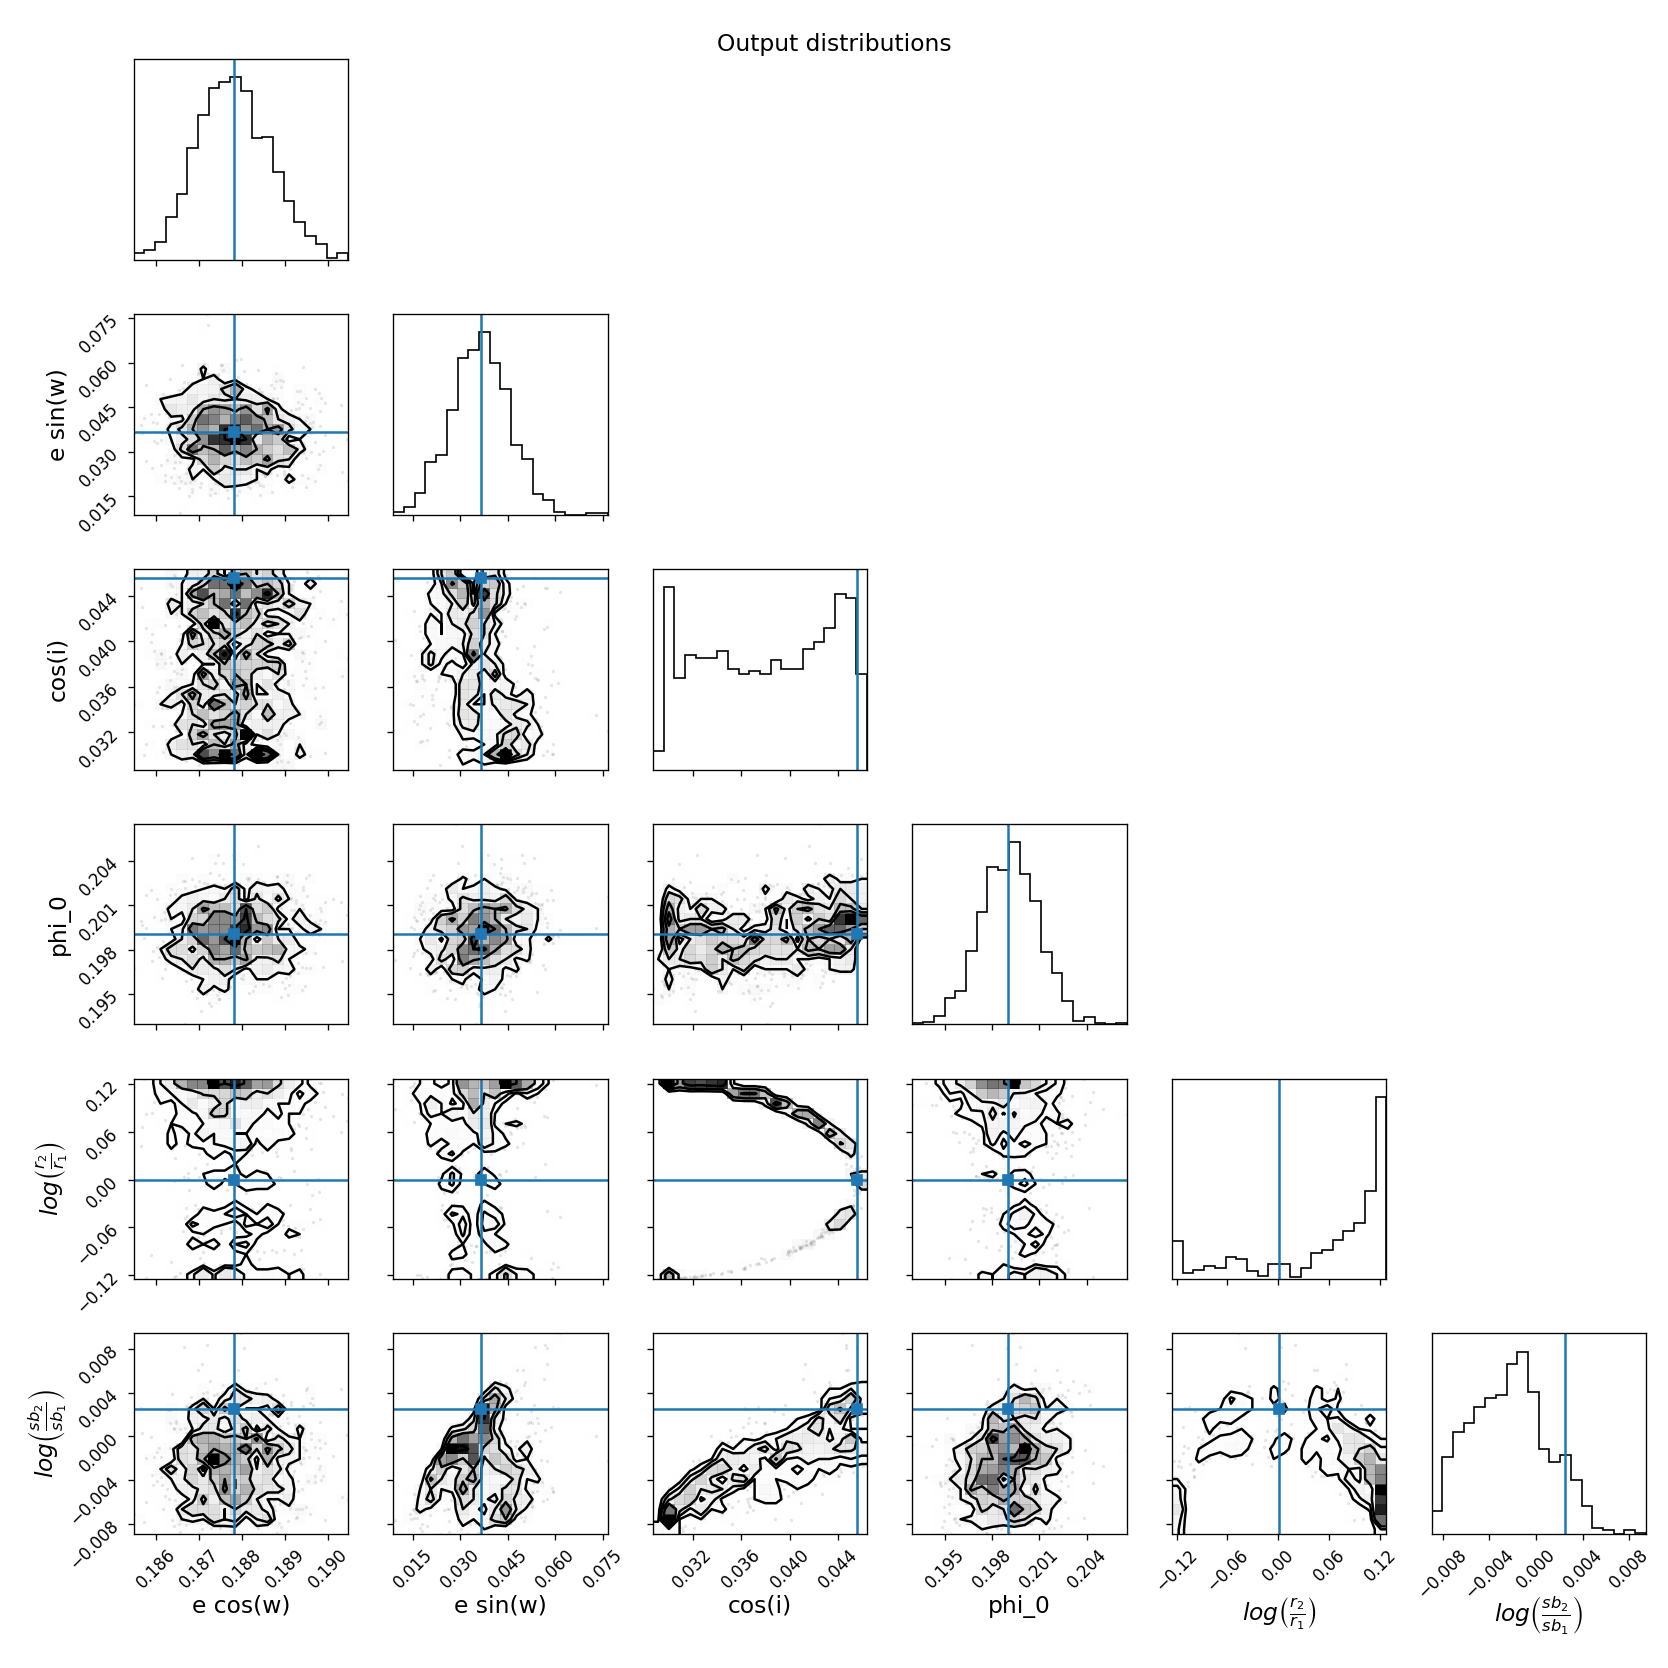 Output distributions
e sin(w)
0.075
0.060
0.045
0.030
0.015
cos(i)
0.044
0.040
0.036
0.032
phi_0
0.204
0.201
0.198
0.195
log(r2/r1)
0.12
0.06
0.00
−0.06
−0.12
log(sb2/sb1)
0.008
0.004
0.000
−0.004
−0.008
0.186 0.187 0.188 0.189 0.190
0.015 0.030 0.045 0.060 0.075
0.032 0.036 0.040 0.044
0.195 0.198 0.201 0.204
−0.12 −0.06 0.00 0.06 0.12
−0.008 −0.004 0.000 0.004 0.008
e cos(w)
e sin(w)
cos(i)
phi_0
log(r2/r1)
log(sb2/sb1)